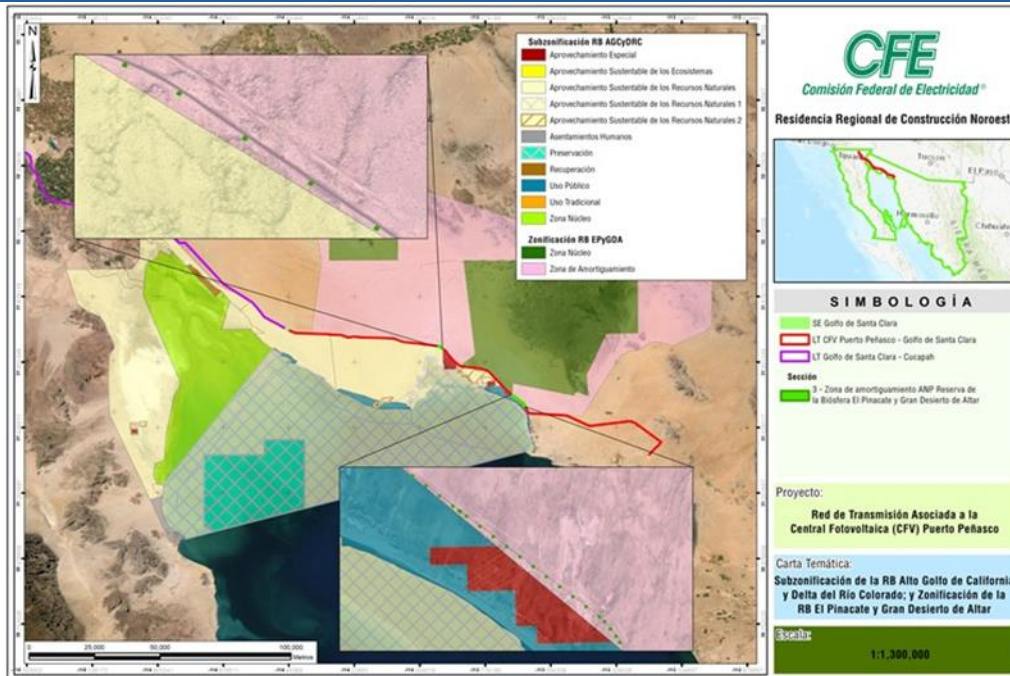 N
Subzonificación RB AGCyDRC
Aprovechamiento Especial
Aprovechamiento Sustentable de los Ecosistemas
Aprovechamiento Sustentable de los Recursos Naturales
Aprovechamiento Sustentable de los Recursos Naturales 1
Aprovechamiento Sustentable de los Recursos Naturales 2
Asentamientos Humanos
Preservación
Recuperación
Uso Público
Uso Tradicional
Zona Núcleo
Zonificación RB EPyGDA
Zona Núcleo
Zona de Amortiguamiento
0 25,000 50,000 100,000
Metros
CFE
Comisión Federal de Electricidad®
Residencia Regional de Construcción Noroest
Tucson
El Paso
Hermosillo
Chihuahu
SIMBOLOGÍA
SE Golfo de Santa Clara
LT CFV Puerto Peñasco - Golfo de Santa Clara
LT Golfo de Santa Clara - Cucapah
Sección
3 - Zona de amortiguamiento ANP Reserva de
la Biósfera El Pinacate y Gran Desierto de Altar
Proyecto:
Red de Transmisión Asociada a la
Central Fotovoltaica (CFV) Puerto Peñasco
Carta Temática:
Subzonificación de la RB Alto Golfo de California
y Delta del Río Colorado; y Zonificación de la
RB El Pinacate y Gran Desierto de Altar
Escala:
1:1,300,000